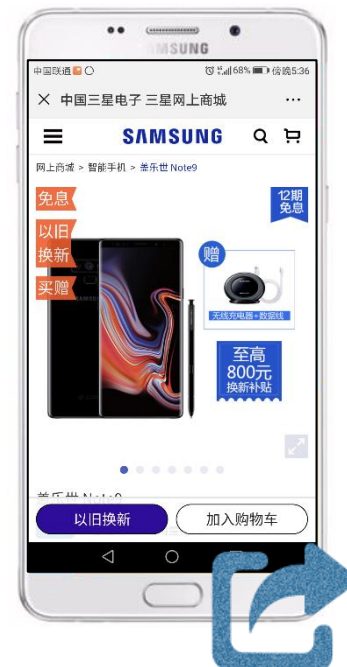 SAMSUNG
中国联通 68% 傍晚5:36
中国三星电子 三星网上商城
SAMSUNG
网上商城 > 智能手机 > 盖乐世 Note9
免息
12期
免息
以旧
换新
赠
买赠
无线充电器+数据线
至高
800元
换新补贴
盖乐世 Note9
以旧换新
加入购物车